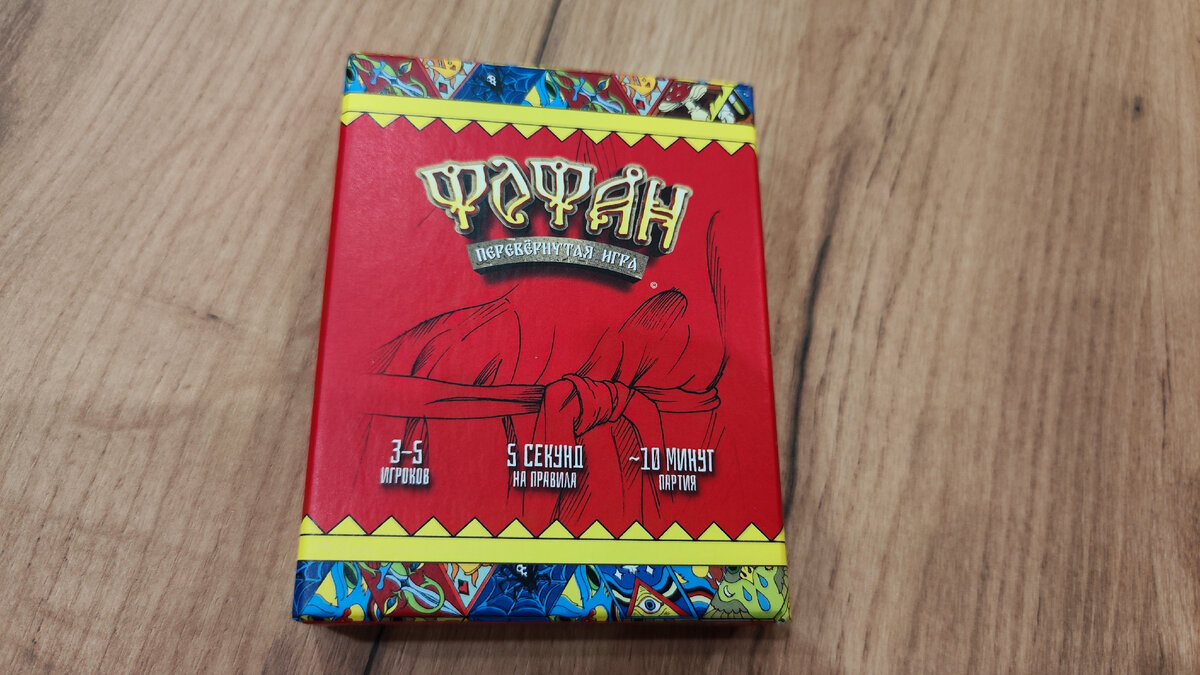 ФОФАН
ПЕРЕВЁРНУТАЯ ИГРА
©
3–5
ИГРОКОВ
5 СЕКУНД
НА ПРАВИЛА
~10 МИНУТ
ПАРТИЯ